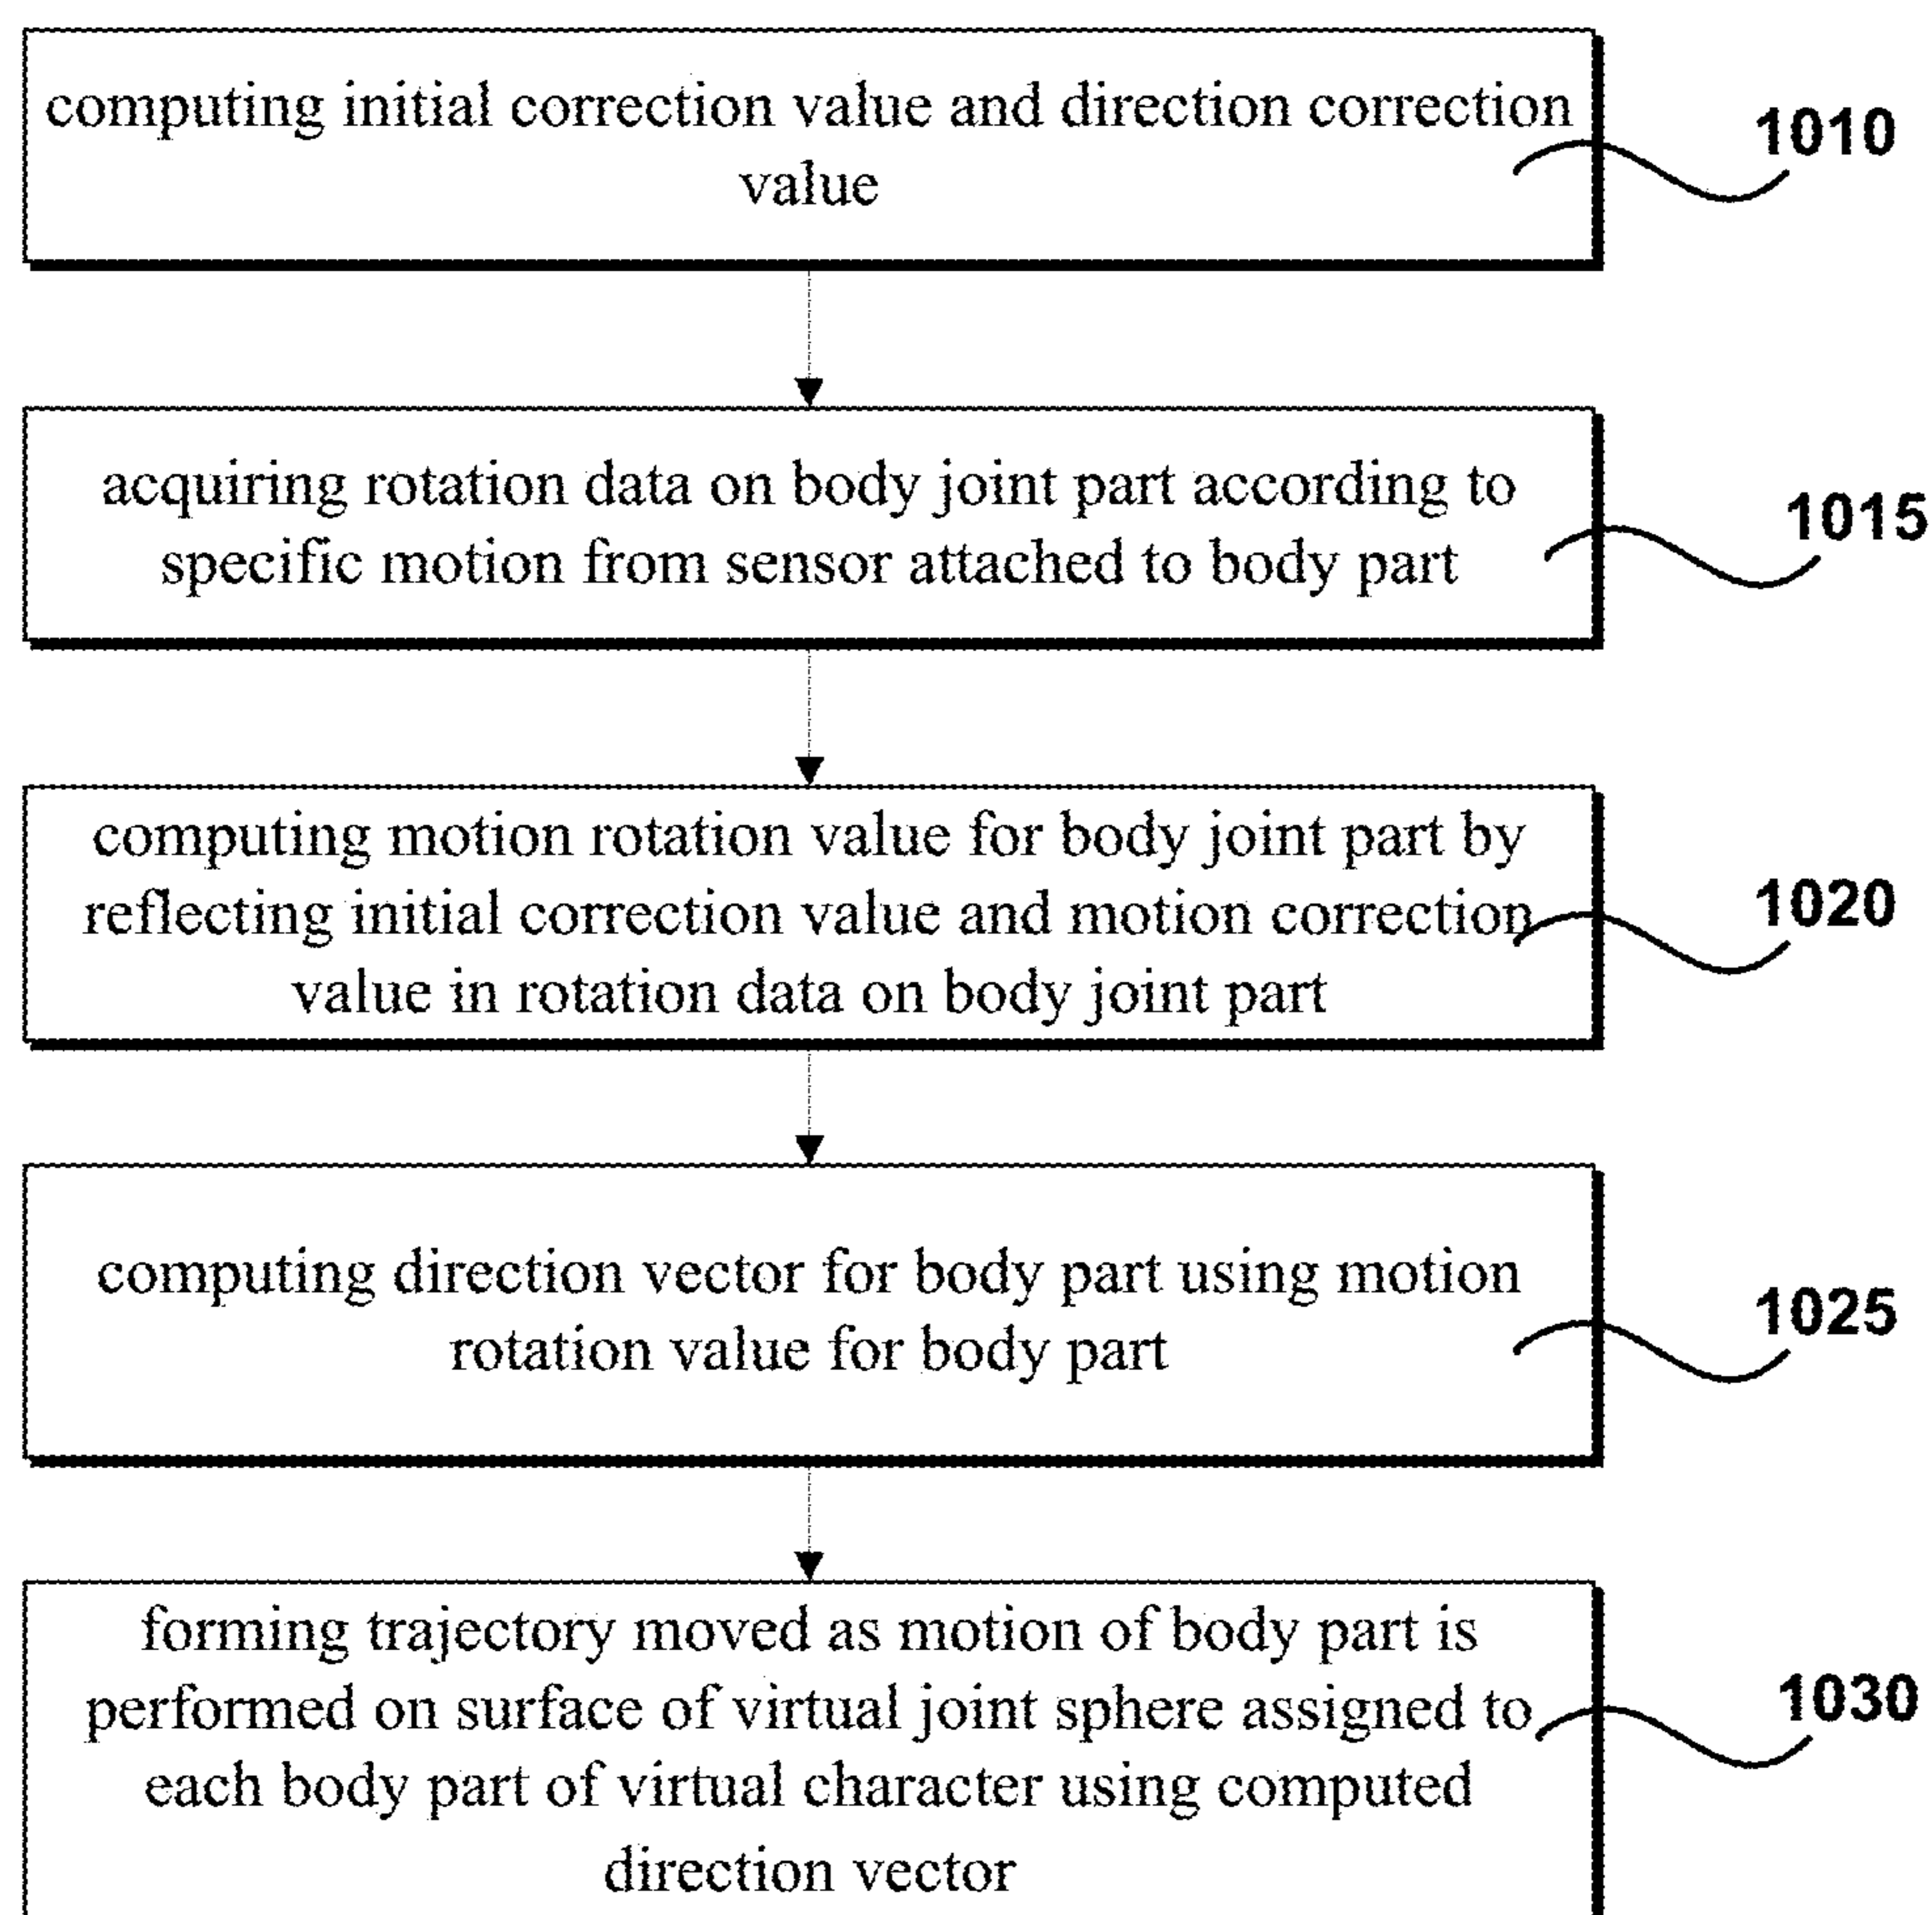 computing initial correction value and direction correction
value
1010
acquiring rotation data on body joint part according to
specific motion from sensor attached to body part
1015
computing motion rotation value for body joint part by
reflecting initial correction value and motion correction
value in rotation data on body joint part
1020
computing direction vector for body part using motion
rotation value for body part
1025
forming trajectory moved as motion of body part is
performed on surface of virtual joint sphere assigned to
each body part of virtual character using computed
direction vector
1030